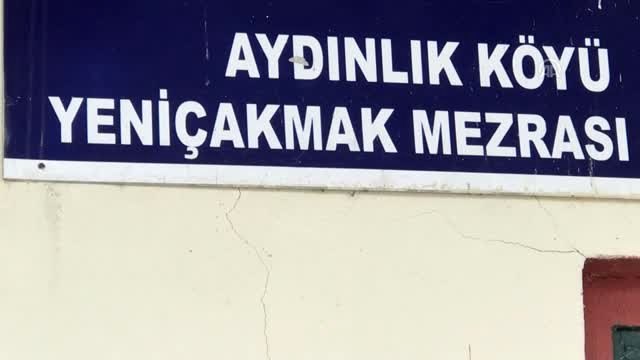 AYDINLIK KÖYÜ
YENİÇAKMAK MEZRASI